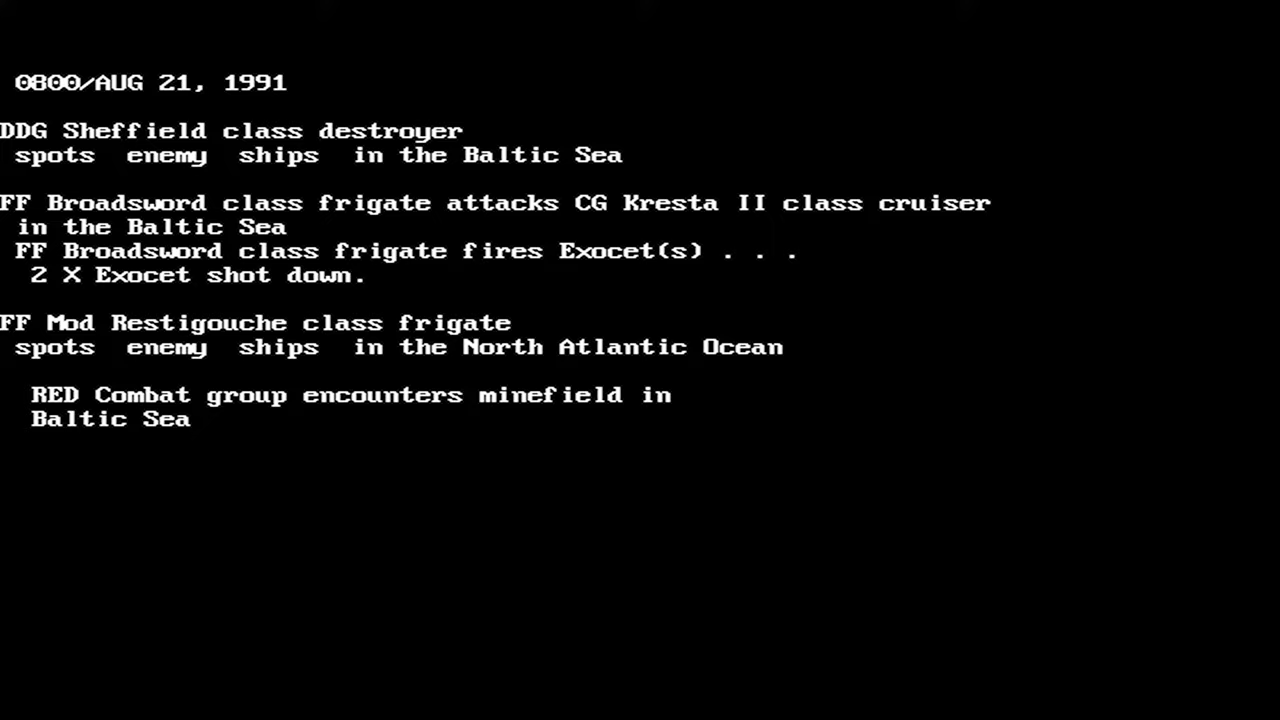 0800/AUG 21, 1991
DDG Sheffield class destroyer
spots enemy ships in the Baltic Sea
FF Broadsword class frigate attacks CG Kresta II class cruiser
in the Baltic Sea
FF Broadsword class frigate fires Exocet(s) . . .
2 X Exocet shot down.
FF Mod Restigouche class frigate
spots enemy ships in the North Atlantic Ocean
RED Combat group encounters minefield in
Baltic Sea